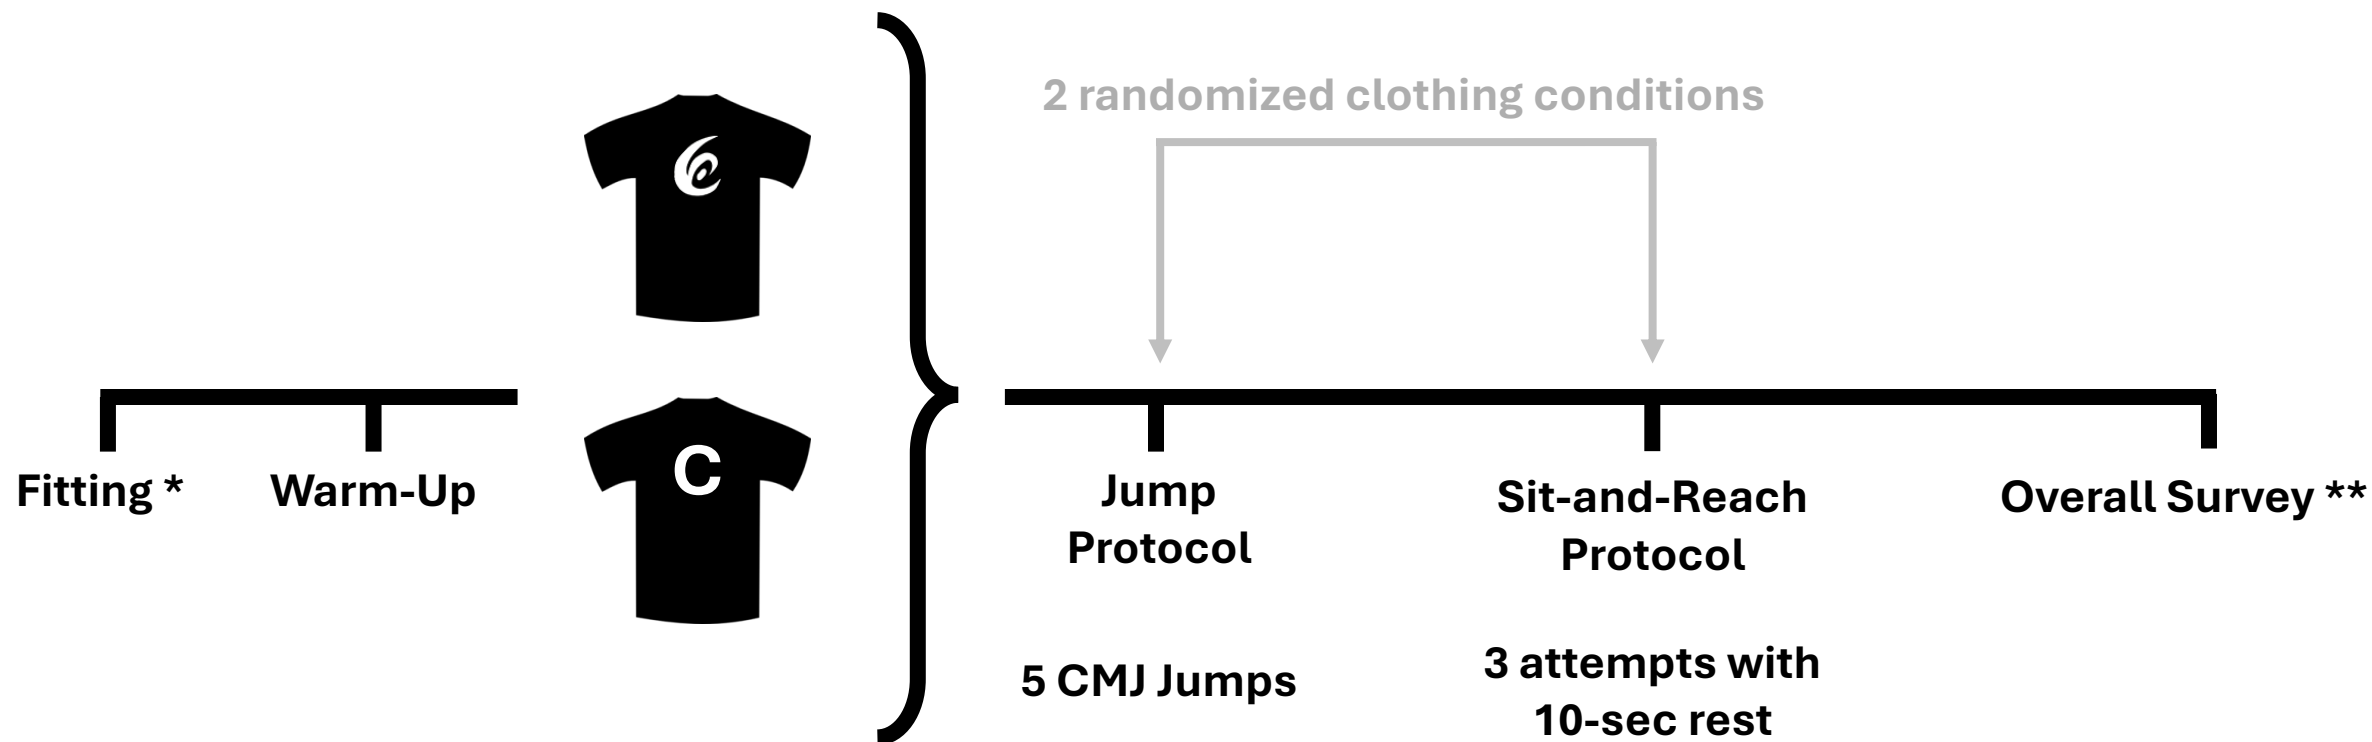 2 randomized clothing conditions
C
Fitting *
Warm-Up
Jump
Protocol
Sit-and-Reach
Protocol
Overall Survey **
5 CMJ Jumps
3 attempts with
10-sec rest